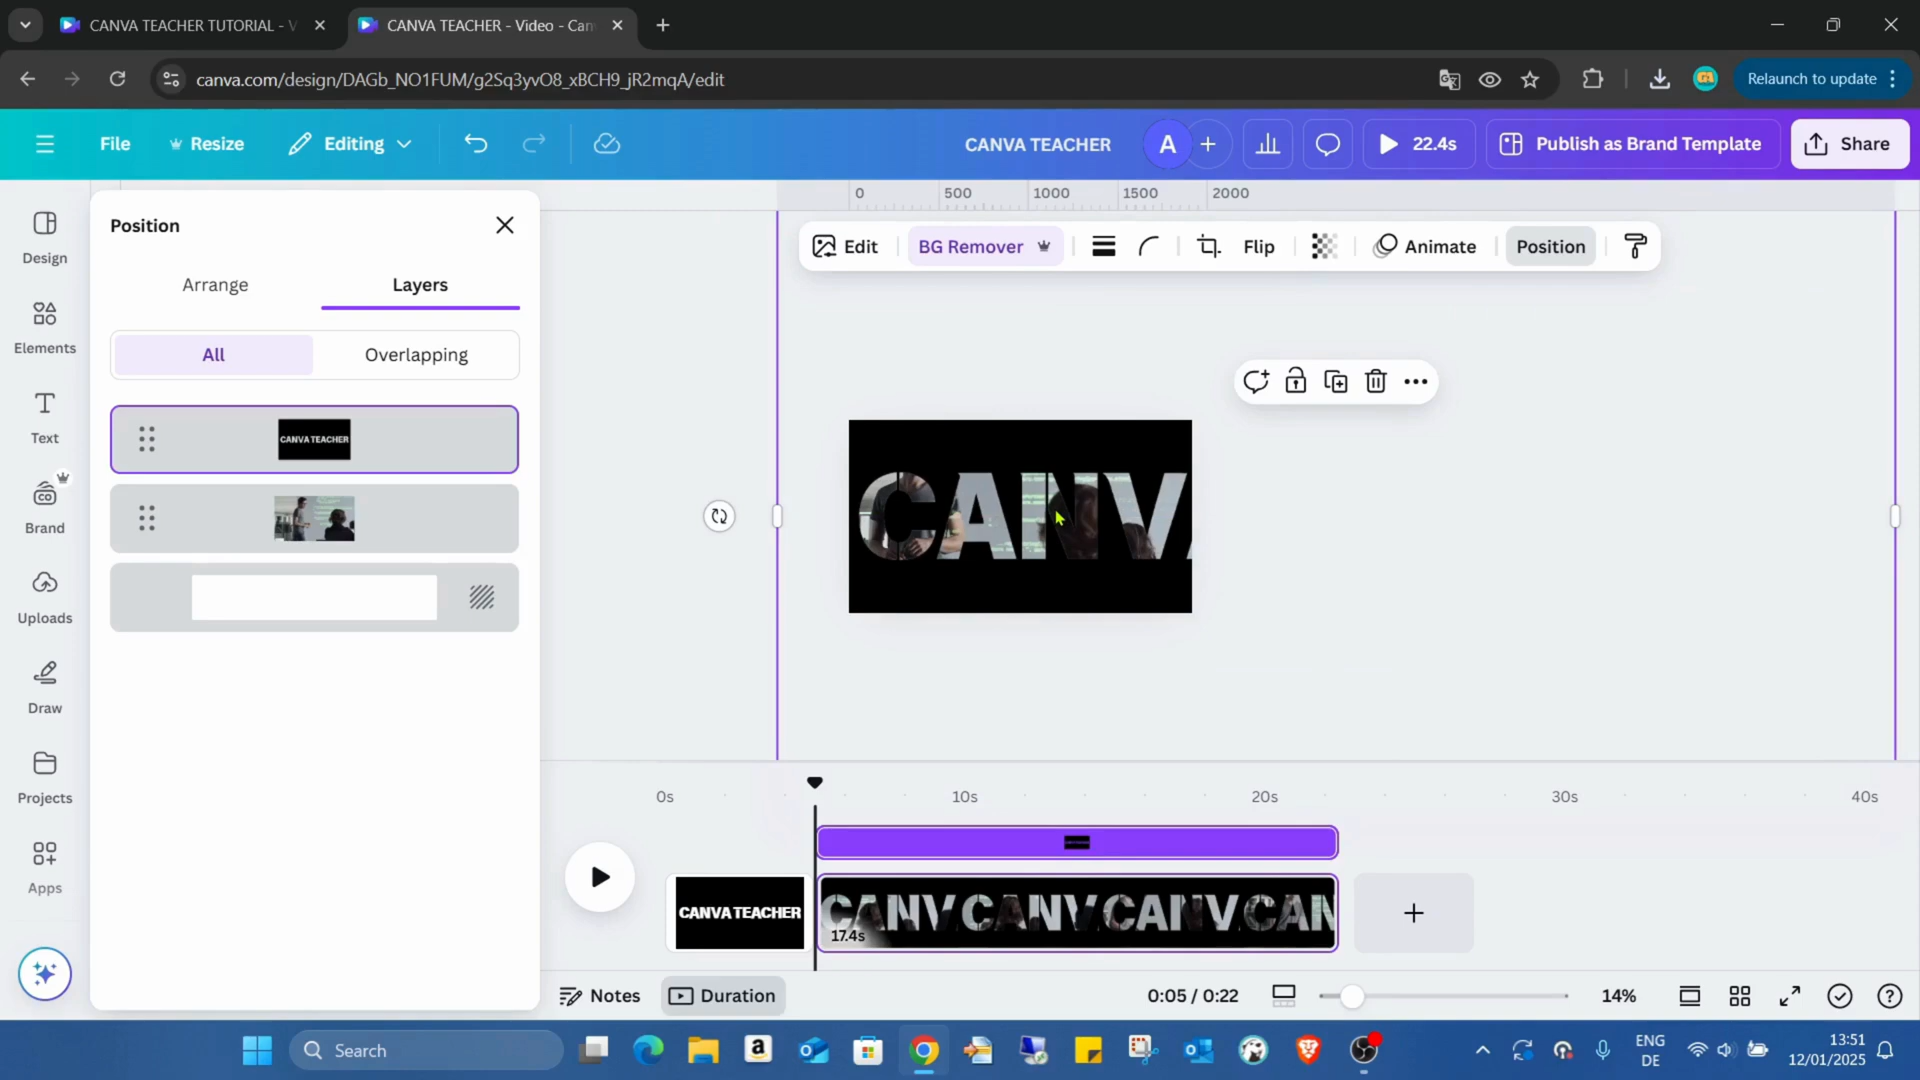 CANVA TEACHER TUTORIAL - V
CANVA TEACHER - Video - Can
canva.com/design/DAGb_NO1FUM/g2Sq3yvO8_xBCH9_jR2mqA/edit
Relaunch to update
File
Resize
Editing
CANVA TEACHER
A
22.4s
Publish as Brand Template
Share
Design
Elements
Text
Brand
Uploads
Draw
Projects
Apps
Position
Arrange
Layers
All
Overlapping
CANVA TEACHER
0 500 1000 1500 2000
Edit
BG Remover
Flip
Animate
Position
CANV
0s 10s 20s 30s 40s
CANVA TEACHER
CANV CANV CANV CAN
17.4s
Notes
Duration
0:05 / 0:22
14%
Search
ENG
DE
13:51
12/01/2025